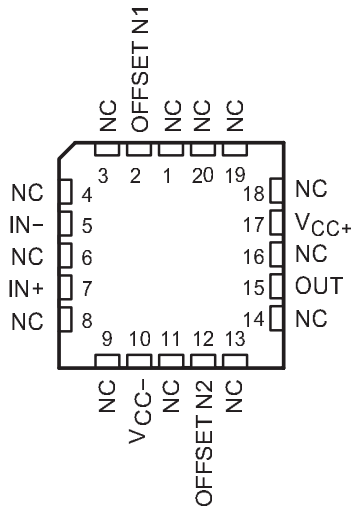 NC
OFFSET N1
NC
NC
NC
3
2
1
20
19
NC 4
IN− 5
NC 6
IN+ 7
NC 8
18 NC
17 VCC+
16 NC
15 OUT
14 NC
9
10
11
12
13
NC
VCC−
NC
OFFSET N2
NC